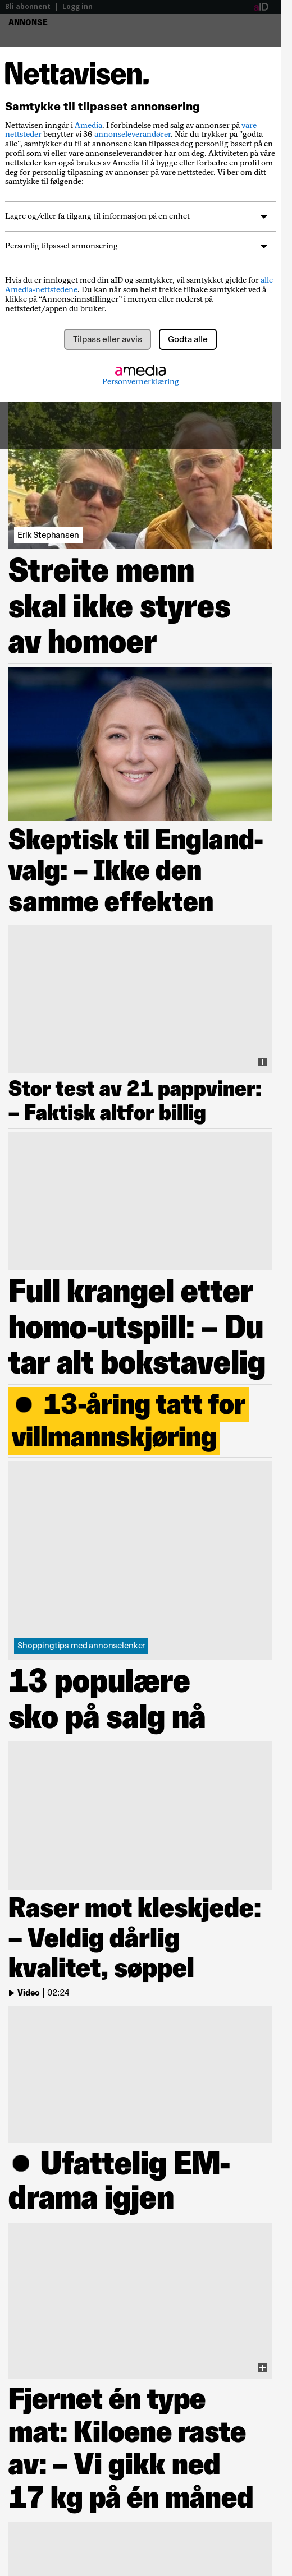 Bli abonnent | Logg inn aID
ANNONSE
Nettavisen.
Samtykke til tilpasset annonsering
Nettavisen inngår i Amedia. I forbindelse med salg av annonser på våre
nettsteder benytter vi 36 annonseleverandører. Når du trykker på "godta
alle", samtykker du til at annonsene kan tilpasses deg personlig basert på en
profil som vi eller våre annonseleverandører har om deg. Aktiviteten på våre
nettsteder kan også brukes av Amedia til å bygge eller forbedre en profil om
deg for personlig tilpasning av annonser på våre nettsteder. Vi ber om ditt
samtykke til følgende:
Lagre og/eller få tilgang til informasjon på en enhet
Personlig tilpasset annonsering
Hvis du er innlogget med din aID og samtykker, vil samtykket gjelde for alle
Amedia-nettstedene. Du kan når som helst trekke tilbake samtykket ved å
klikke på “Annonseinnstillinger” i menyen eller nederst på
nettstedet/appen du bruker.
Tilpass eller avvis Godta alle
amedia
Personvernerklæring
Erik Stephansen
Streite menn
skal ikke styres
av homoer
Skeptisk til England-
valg: – Ikke den
samme effekten
Stor test av 21 pappviner:
– Faktisk altfor billig
Full krangel etter
homo-utspill: – Du
tar alt bokstavelig
13-åring tatt for
villmannskjøring
Shoppingtips med annonselenker
13 populære
sko på salg nå
Raser mot kleskjede:
– Veldig dårlig
kvalitet, søppel
Video | 02:24
Ufattelig EM-
drama igjen
Fjernet én type
mat: Kiloene raste
av: – Vi gikk ned
17 kg på én måned